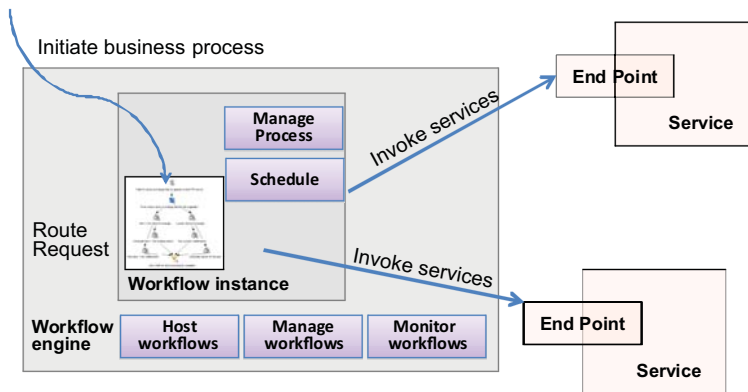 Initiate business process
Manage
Process
Schedule
Route
Request
Workflow instance
Workflow
engine
Host
workflows
Manage
workflows
Monitor
workflows
Invoke services
End Point
Service
Invoke services
End Point
Service